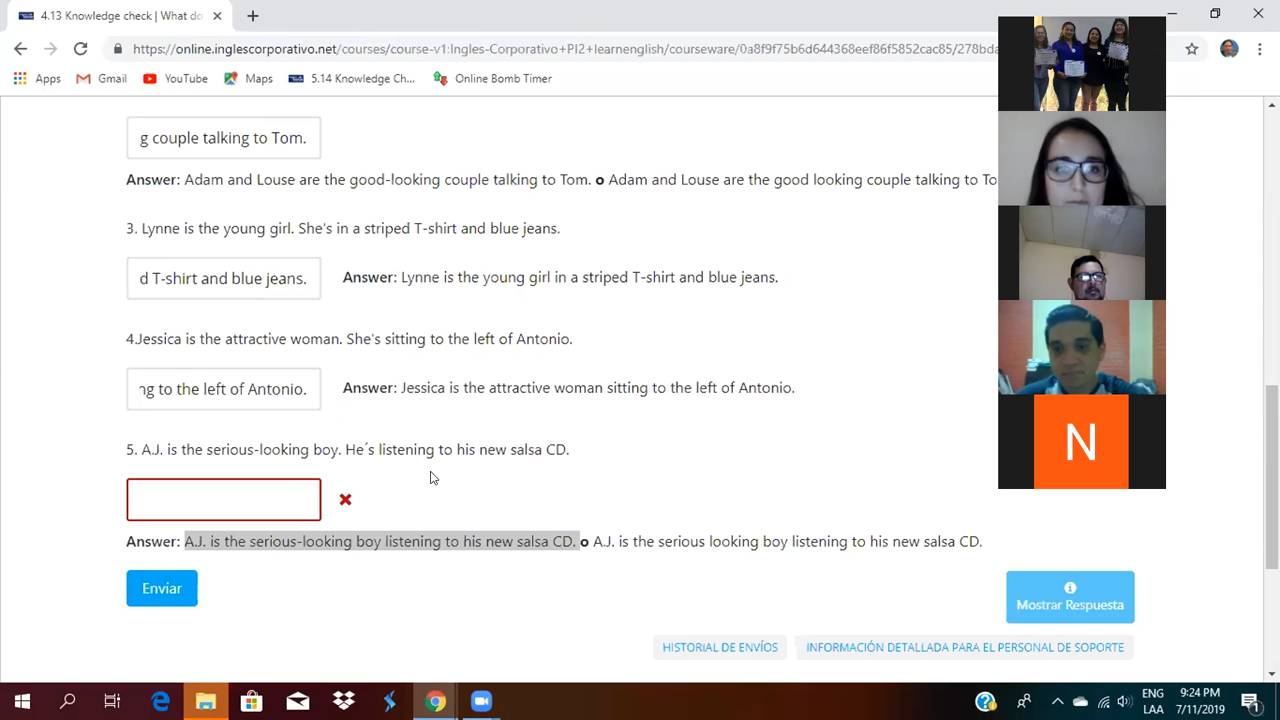 4.13 Knowledge check | What do
https://online.inglescorporativo.net/courses/course-v1:Ingles-Corporativo+PI2+learnenglish/courseware/0a8f9f75b6d644368eef86f5852cac85/278bda
Apps Gmail YouTube Maps 5.14 Knowledge Ch... Online Bomb Timer
g couple talking to Tom.
Answer: Adam and Louse are the good-looking couple talking to Tom. o Adam and Louse are the good looking couple talking to To
3. Lynne is the young girl. She's in a striped T-shirt and blue jeans.
d T-shirt and blue jeans. Answer: Lynne is the young girl in a striped T-shirt and blue jeans.
4.Jessica is the attractive woman. She's sitting to the left of Antonio.
ng to the left of Antonio. Answer: Jessica is the attractive woman sitting to the left of Antonio.
5. A.J. is the serious-looking boy. He´s listening to his new salsa CD.
Answer: A.J. is the serious-looking boy listening to his new salsa CD. o A.J. is the serious looking boy listening to his new salsa CD.
Enviar
Mostrar Respuesta
HISTORIAL DE ENVÍOS INFORMACIÓN DETALLADA PARA EL PERSONAL DE SOPORTE
N
ENG 9:24 PM
LAA 7/11/2019
1